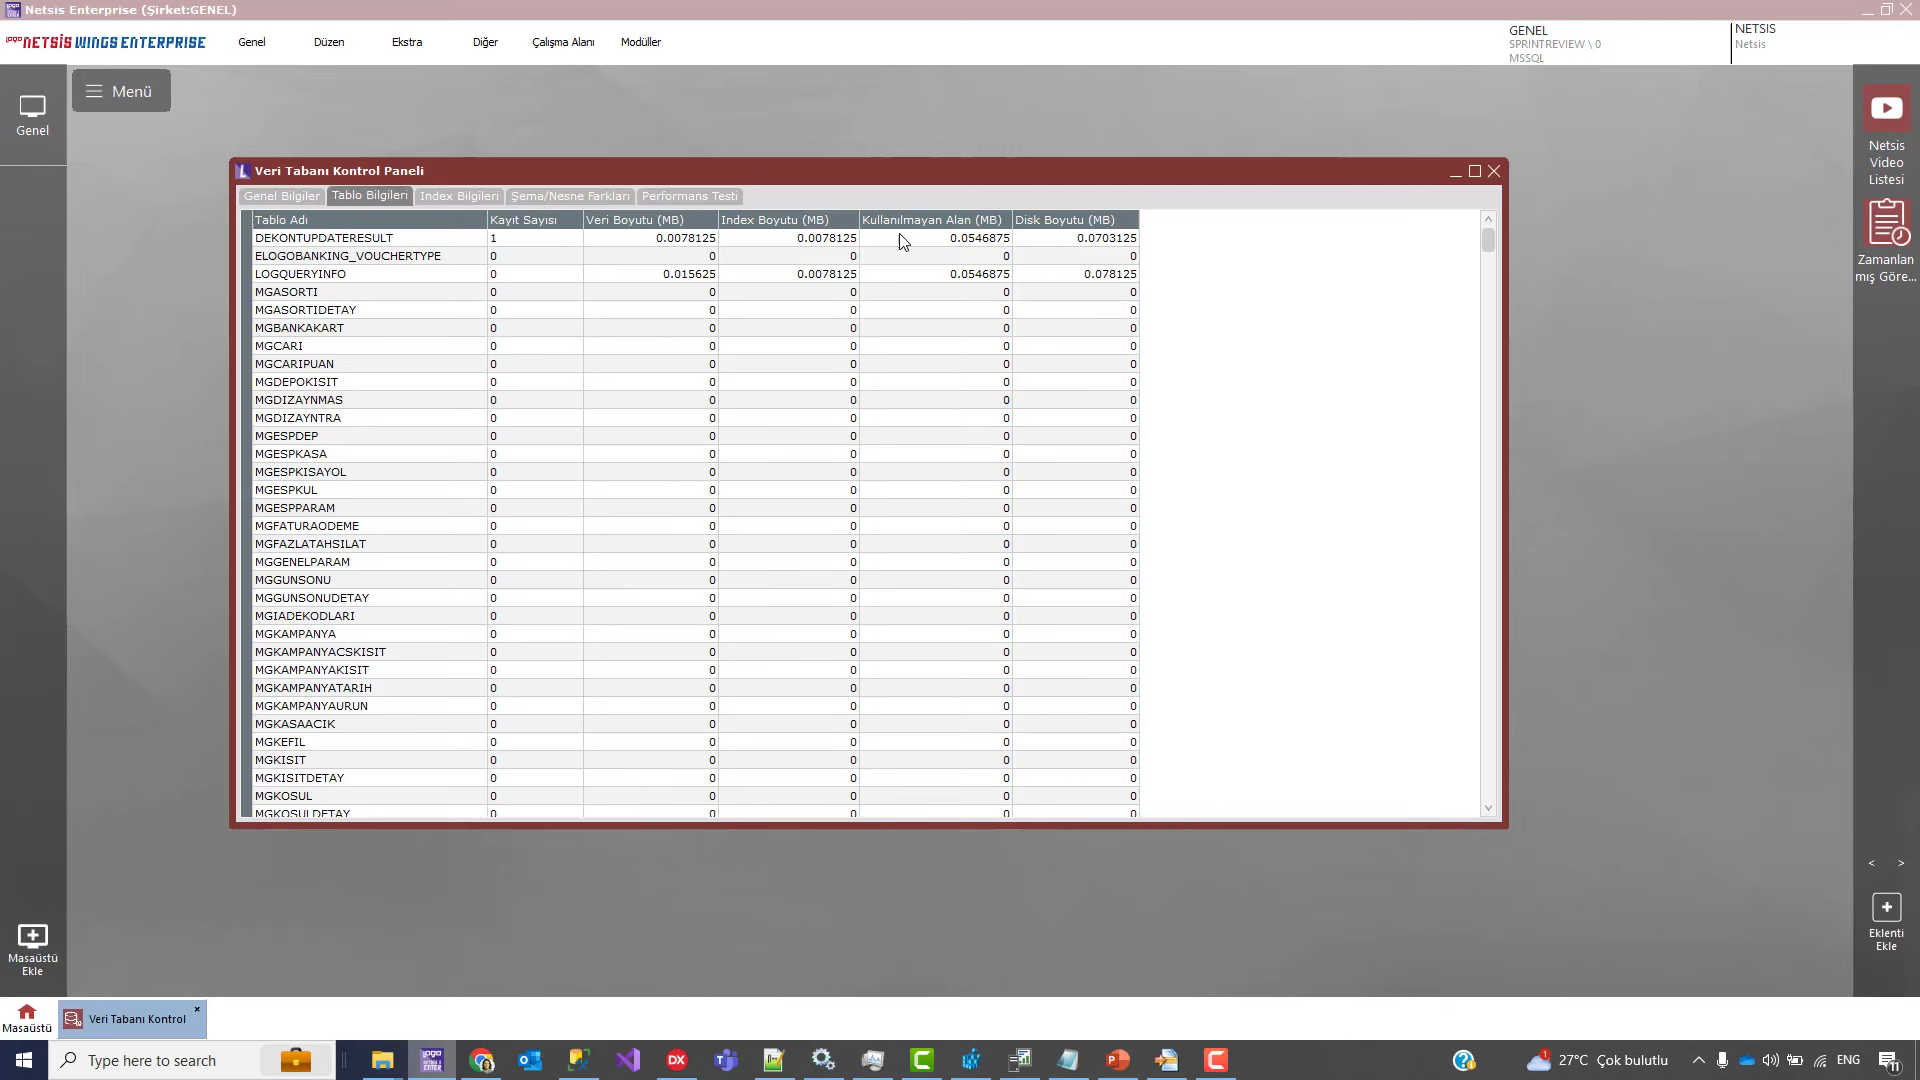 Netsis Enterprise (Şirket:GENEL)
LOGO NETSİS WINGS ENTERPRISE
Genel Düzen Ekstra Diğer Çalışma Alanı Modüller
GENEL
SPRINTREVIEW \ 0
MSSQL
NETSIS
Netsis
Genel
Menü
Veri Tabanı Kontrol Paneli
Genel Bilgiler Tablo Bilgileri Index Bilgileri Şema/Nesne Farkları Performans Testi
Tablo Adı Kayıt Sayısı Veri Boyutu (MB) Index Boyutu (MB) Kullanılmayan Alan (MB) Disk Boyutu (MB)
DEKONTUPDATERESULT 1 0.0078125 0.0078125 0.0546875 0.0703125
ELOGOBANKING_VOUCHERTYPE 0 0 0 0 0
LOGQUERYINFO 0 0.015625 0.0078125 0.0546875 0.078125
MGASORTI 0 0 0 0 0
MGASORTIDETAY 0 0 0 0 0
MGBANKAKART 0 0 0 0 0
MGCARI 0 0 0 0 0
MGCARIPUAN 0 0 0 0 0
MGDEPOKISIT 0 0 0 0 0
MGDIZAYNMAS 0 0 0 0 0
MGDIZAYNTRA 0 0 0 0 0
MGESPDEP 0 0 0 0 0
MGESPKASA 0 0 0 0 0
MGESPKISAYOL 0 0 0 0 0
MGESPKUL 0 0 0 0 0
MGESPPARAM 0 0 0 0 0
MGFATURAODEME 0 0 0 0 0
MGFAZLATAHSILAT 0 0 0 0 0
MGGENELPARAM 0 0 0 0 0
MGGUNSONU 0 0 0 0 0
MGGUNSONUDETAY 0 0 0 0 0
MGIADEKODLARI 0 0 0 0 0
MGKAMPANYA 0 0 0 0 0
MGKAMPANYACSKISIT 0 0 0 0 0
MGKAMPANYAKISIT 0 0 0 0 0
MGKAMPANYATARIH 0 0 0 0 0
MGKAMPANYAURUN 0 0 0 0 0
MGKASAACIK 0 0 0 0 0
MGKEFIL 0 0 0 0 0
MGKISIT 0 0 0 0 0
MGKISITDETAY 0 0 0 0 0
MGKOSUL 0 0 0 0 0
MGKOSULDETAY 0 0 0 0 0
Netsis
Video
Listesi
Zamanlan
mış Göre...
< >
Eklenti
Ekle
Masaüstü
Ekle
Masaüstü
Veri Tabanı Kontrol
Type here to search
27°C Çok bulutlu
ENG
11